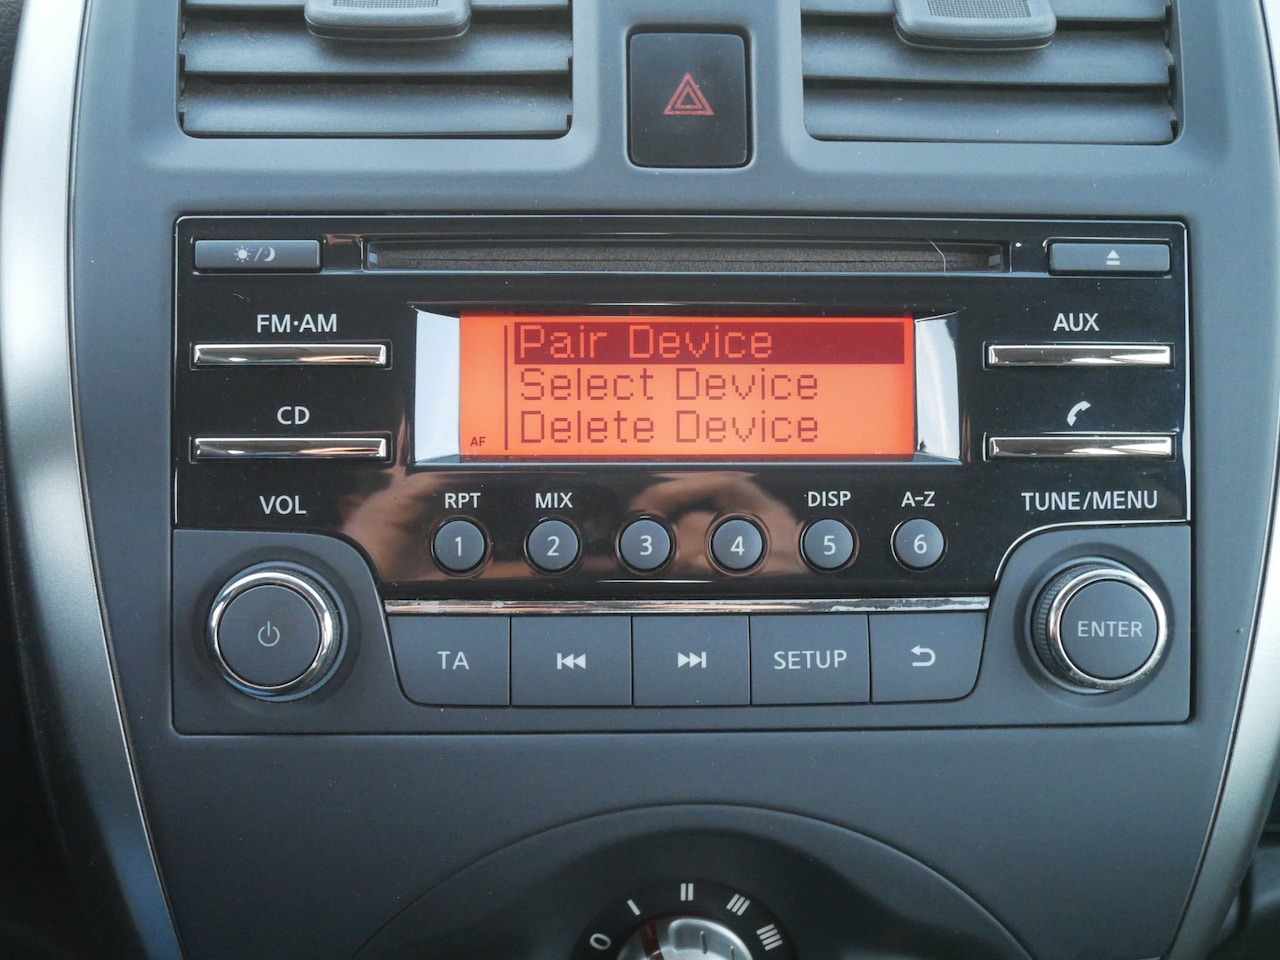 FM·AM
AUX
Pair Device
Select Device
Delete Device
AF
CD
VOL
RPT
MIX
DISP
A-Z
TUNE/MENU
1
2
3
4
5
6
TA
SETUP
ENTER
0